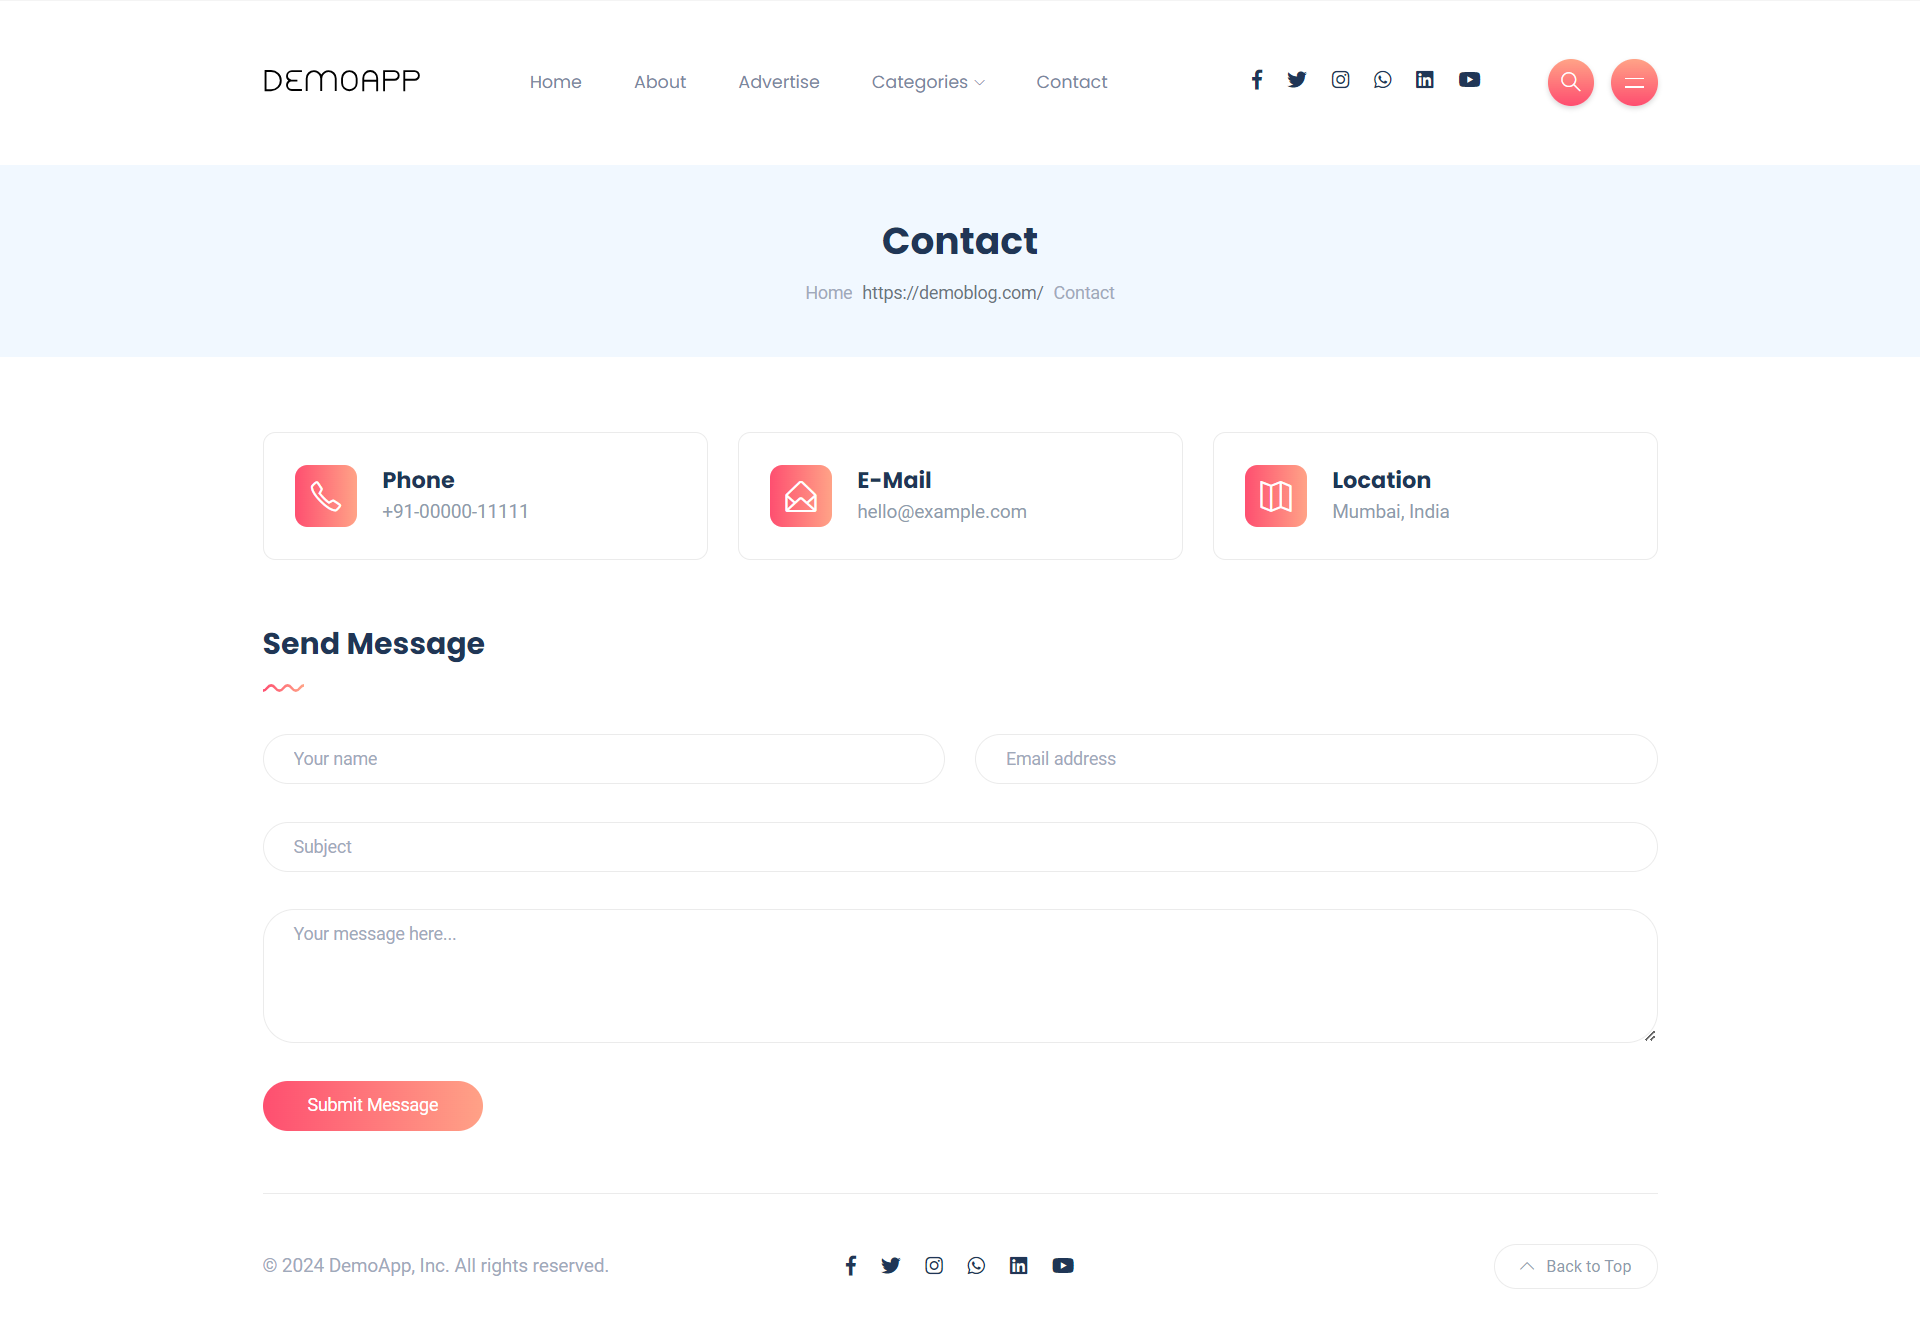 DEMOAPP Home About Advertise Categories Contact
Contact
Home https://demoblog.com/ Contact
Phone
+91-00000-11111
E-Mail
hello@example.com
Location
Mumbai, India
Send Message
Your name
Email address
Subject
Your message here...
Submit Message
© 2024 DemoApp, Inc. All rights reserved.
Back to Top